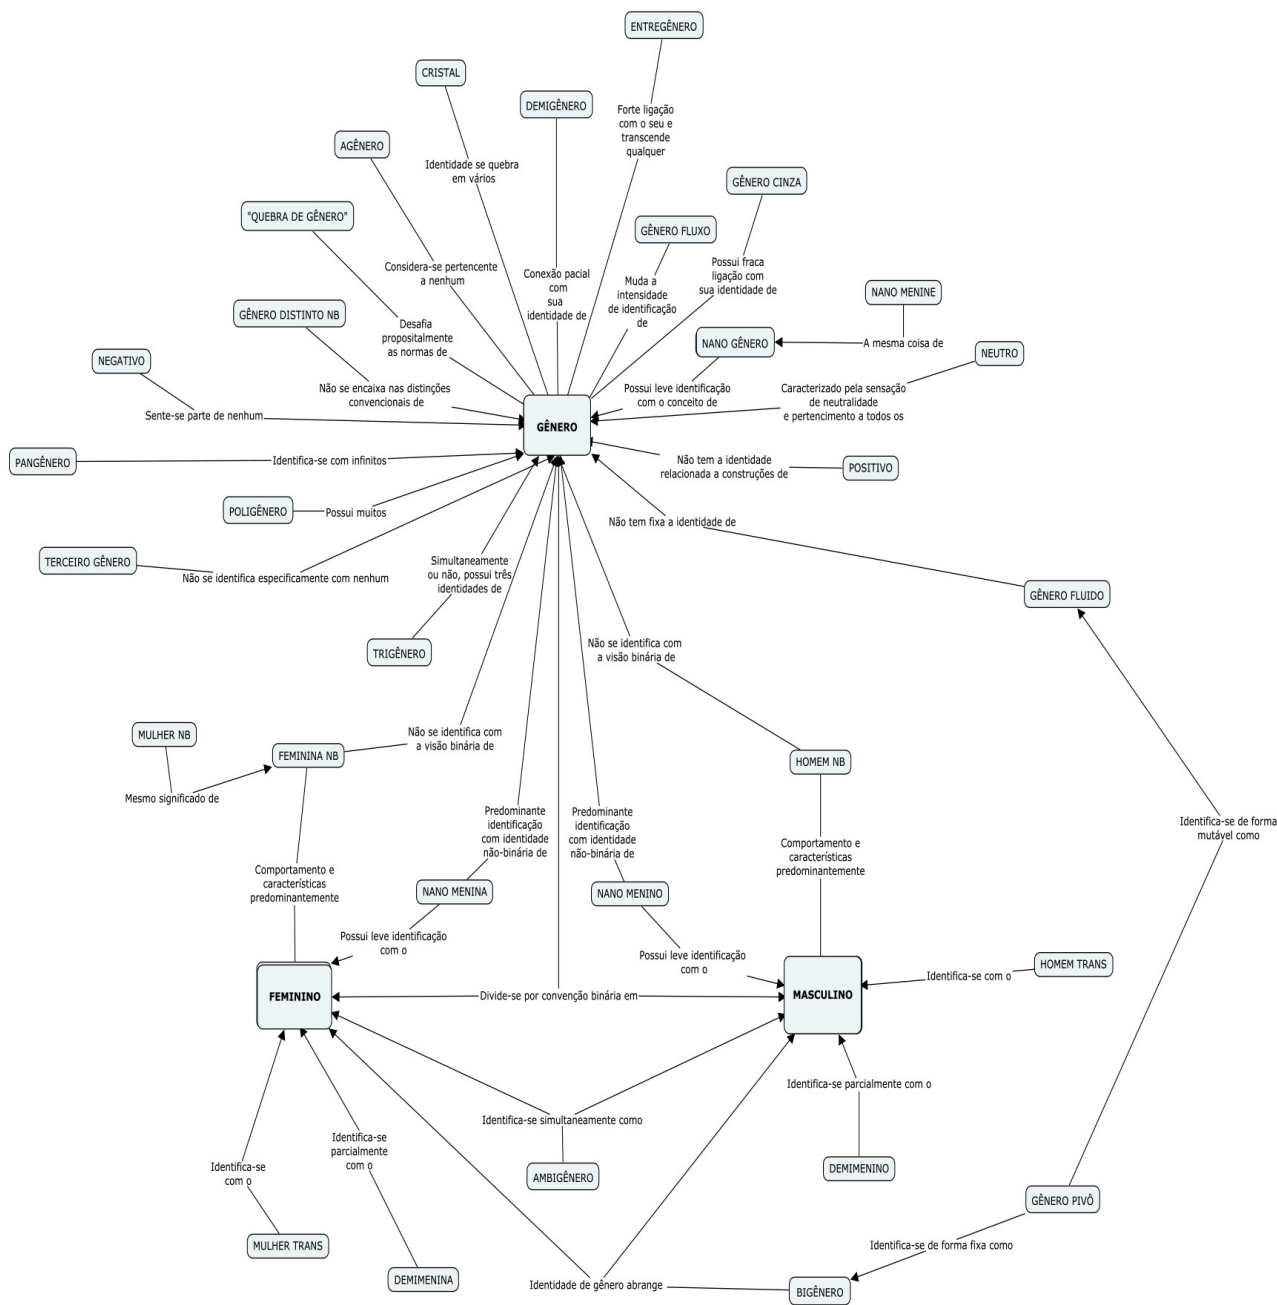 ENTREGÊNERO
CRISTAL
DEMIGÊNERO
Forte ligação
com o seu e
transcende
qualquer
AGÊNERO
Identidade se quebra
em vários
GÊNERO CINZA
"QUEBRA DE GÊNERO"
GÊNERO FLUXO
Considera-se pertencente
a nenhum
Conexão pacial
com
sua
identidade de
Muda a
intensidade
de identificação
de
Possui fraca
ligação com
sua identidade de
NANO MENINE
GÊNERO DISTINTO NB
Desafia
propositalmente
as normas de
NANO GÊNERO
A mesma coisa de
NEUTRO
NEGATIVO
Não se encaixa nas distinções
convencionais de
Possui leve identificação
com o conceito de
Caracterizado pela sensação
de neutralidade
e pertencimento a todos os
Sente-se parte de nenhum
GÊNERO
PANGÊNERO
Identifica-se com infinitos
Não tem a identidade
relacionada a construções de
POSITIVO
POLIGÊNERO
Possui muitos
Não tem fixa a identidade de
TERCEIRO GÊNERO
Não se identifica especificamente com nenhum
Simultaneamente
ou não, possui três
identidades de
GÊNERO FLUIDO
TRIGÊNERO
Não se identifica com
a visão binária de
MULHER NB
FEMININA NB
Não se identifica com
a visão binária de
HOMEM NB
Mesmo significado de
Predominante
identificação
com identidade
não-binária de
Predominante
identificação
com identidade
não-binária de
Identifica-se de forma
mutável como
Comportamento e
características
predominantemente
Comportamento e
características
predominantemente
NANO MENINA
NANO MENINO
Possui leve identificação
com o
Possui leve identificação
com o
HOMEM TRANS
Identifica-se com o
FEMININO
Divide-se por convenção binária em
MASCULINO
Identifica-se parcialmente com o
Identifica-se simultaneamente como
Identifica-se
parcialmente
com o
Identifica-se
com o
AMBIGÊNERO
DEMIMENINO
GÊNERO PIVÔ
MULHER TRANS
Identifica-se de forma fixa como
DEMIMENINA
Identidade de gênero abrange
BIGÊNERO